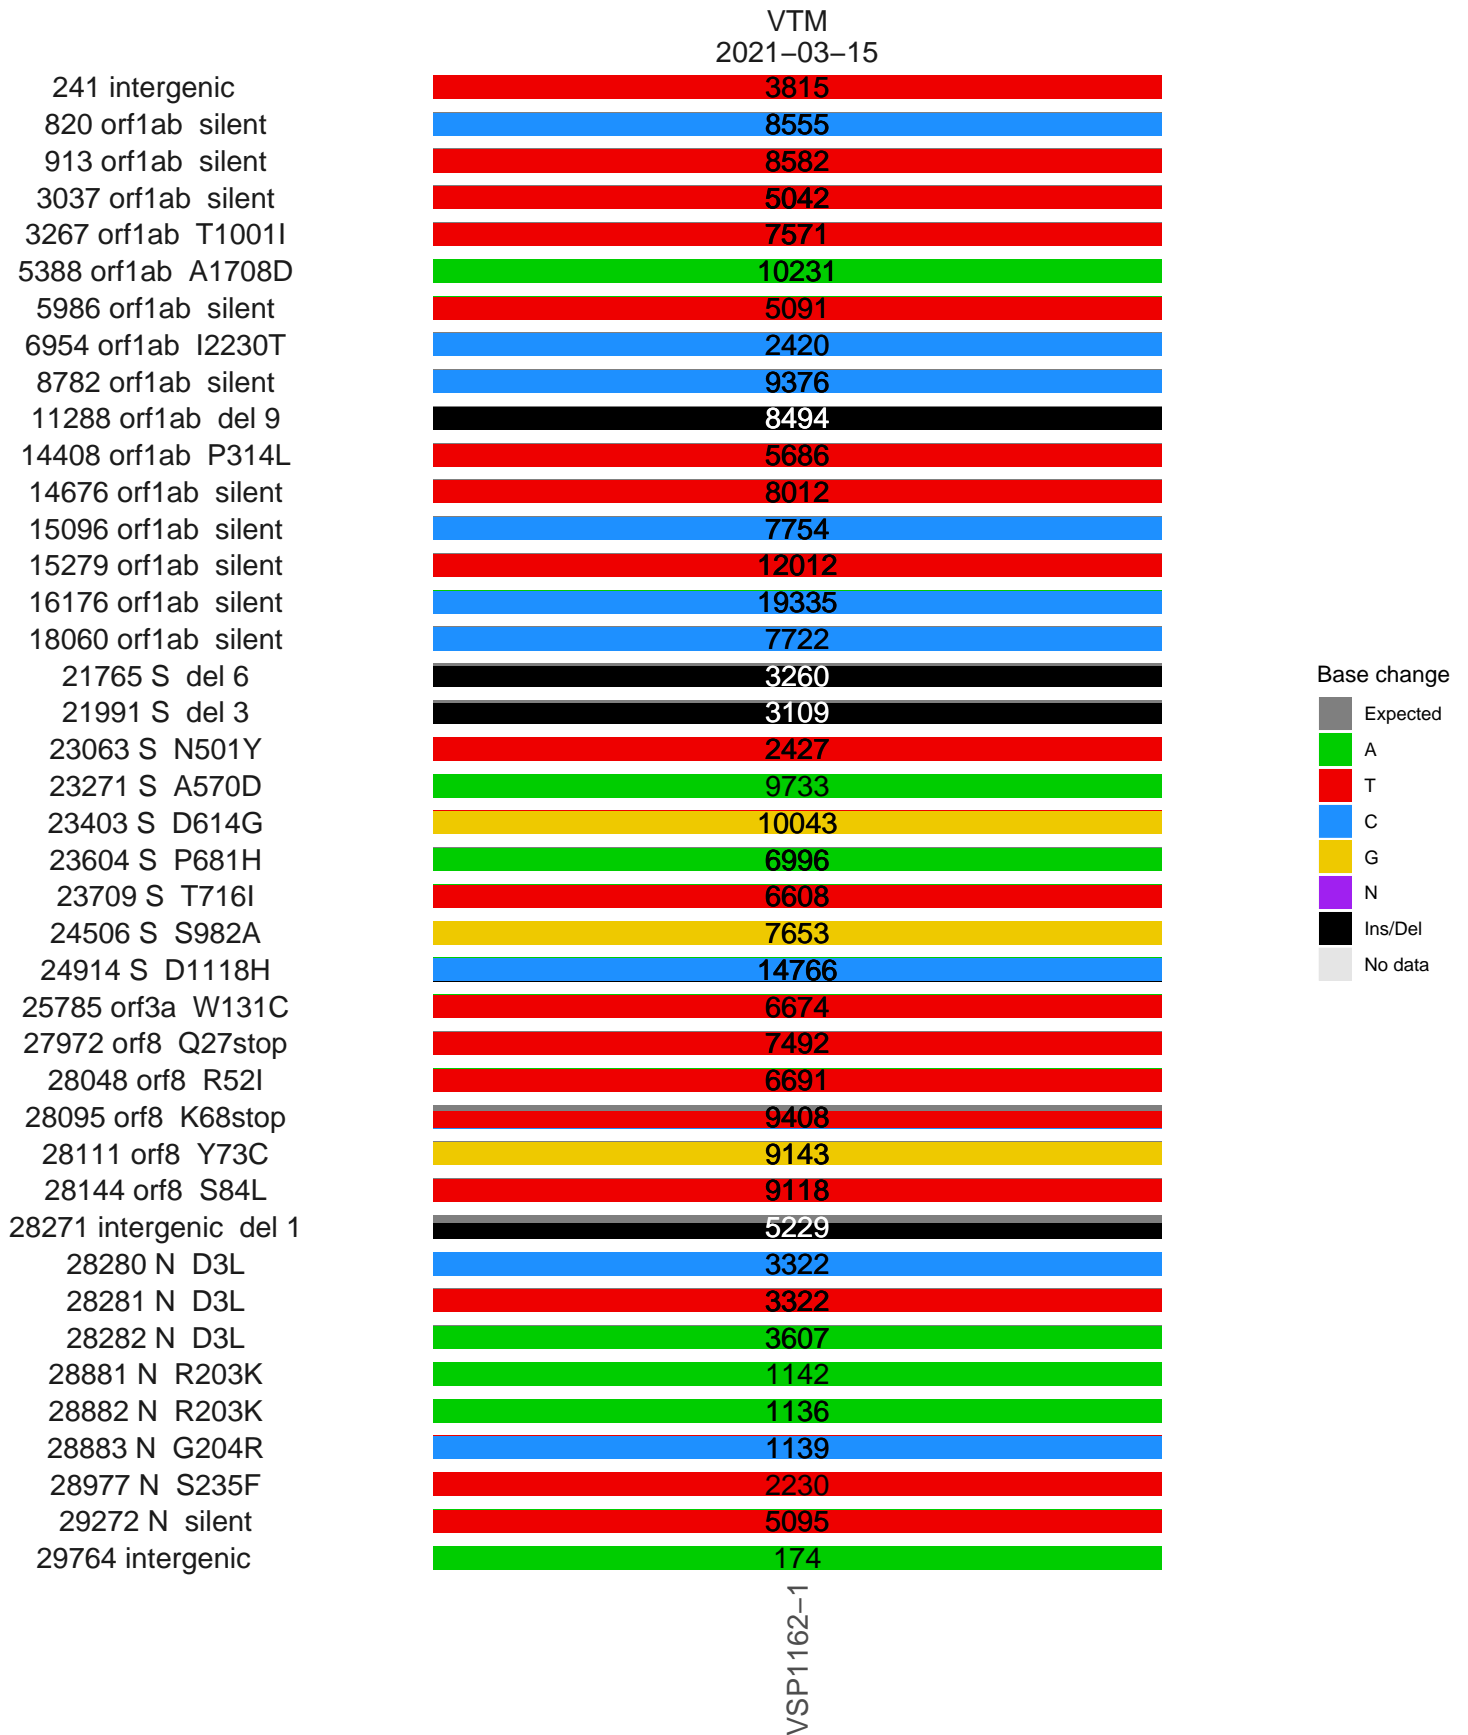 VTM
2021−03−15
241 intergenic 3815
820 orf1ab silent 8555
913 orf1ab silent 8582
3037 orf1ab silent 5042
3267 orf1ab T1001I 7571
5388 orf1ab A1708D 10231
5986 orf1ab silent 5091
6954 orf1ab I2230T 2420
8782 orf1ab silent 9376
11288 orf1ab del 9 8494
14408 orf1ab P314L 5686
14676 orf1ab silent 8012
15096 orf1ab silent 7754
15279 orf1ab silent 12012
16176 orf1ab silent 19335
18060 orf1ab silent 7722
21765 S del 6 3260
21991 S del 3 3109
23063 S N501Y 2427
23271 S A570D 9733
23403 S D614G 10043
23604 S P681H 6996
23709 S T716I 6608
24506 S S982A 7653
24914 S D1118H 14766
25785 orf3a W131C 6674
27972 orf8 Q27stop 7492
28048 orf8 R52I 6691
28095 orf8 K68stop 9408
28111 orf8 Y73C 9143
28144 orf8 S84L 9118
28271 intergenic del 1 5229
28280 N D3L 3322
28281 N D3L 3322
28282 N D3L 3607
28881 N R203K 1142
28882 N R203K 1136
28883 N G204R 1139
28977 N S235F 2230
29272 N silent 5095
29764 intergenic 174
VSP1162−1
Base change
Expected
A
T
C
G
N
Ins/Del
No data